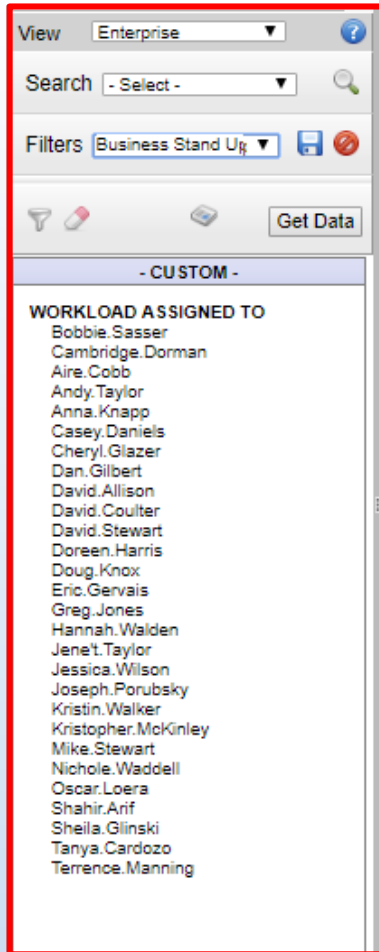 View Enterprise
Search - Select -
Filters Business Stand Up
Get Data
- CUSTOM -
WORKLOAD ASSIGNED TO
Bobbie.Sasser
Cambridge.Dorman
Aire.Cobb
Andy.Taylor
Anna.Knapp
Casey.Daniels
Cheryl.Glazer
Dan.Gilbert
David.Allison
David.Coulter
David.Stewart
Doreen.Harris
Doug.Knox
Eric.Gervais
Greg.Jones
Hannah.Walden
Jene't.Taylor
Jessica.Wilson
Joseph.Porubsky
Kristin.Walker
Kristopher.McKinley
Mike.Stewart
Nichole.Waddell
Oscar.Loera
Shahir.Arif
Sheila.Glinski
Tanya.Cardozo
Terrence.Manning